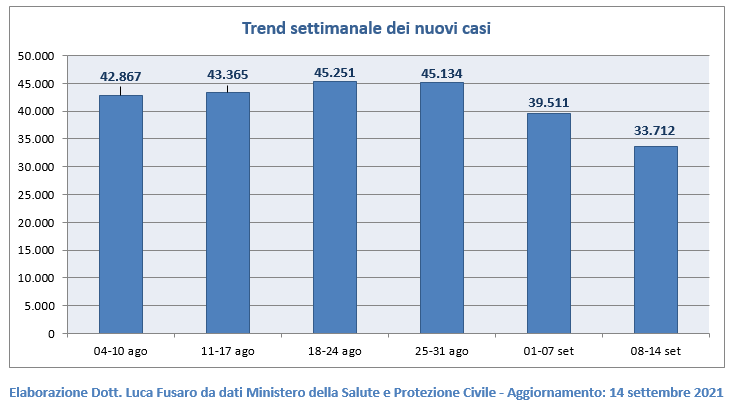 Trend settimanale dei nuovi casi
50.000
45.000
40.000
35.000
30.000
25.000
20.000
15.000
10.000
5.000
0
42.867
43.365
45.251
45.134
39.511
33.712
04-10 ago
11-17 ago
18-24 ago
25-31 ago
01-07 set
08-14 set
Elaborazione Dott. Luca Fusaro da dati Ministero della Salute e Protezione Civile - Aggiornamento: 14 settembre 2021